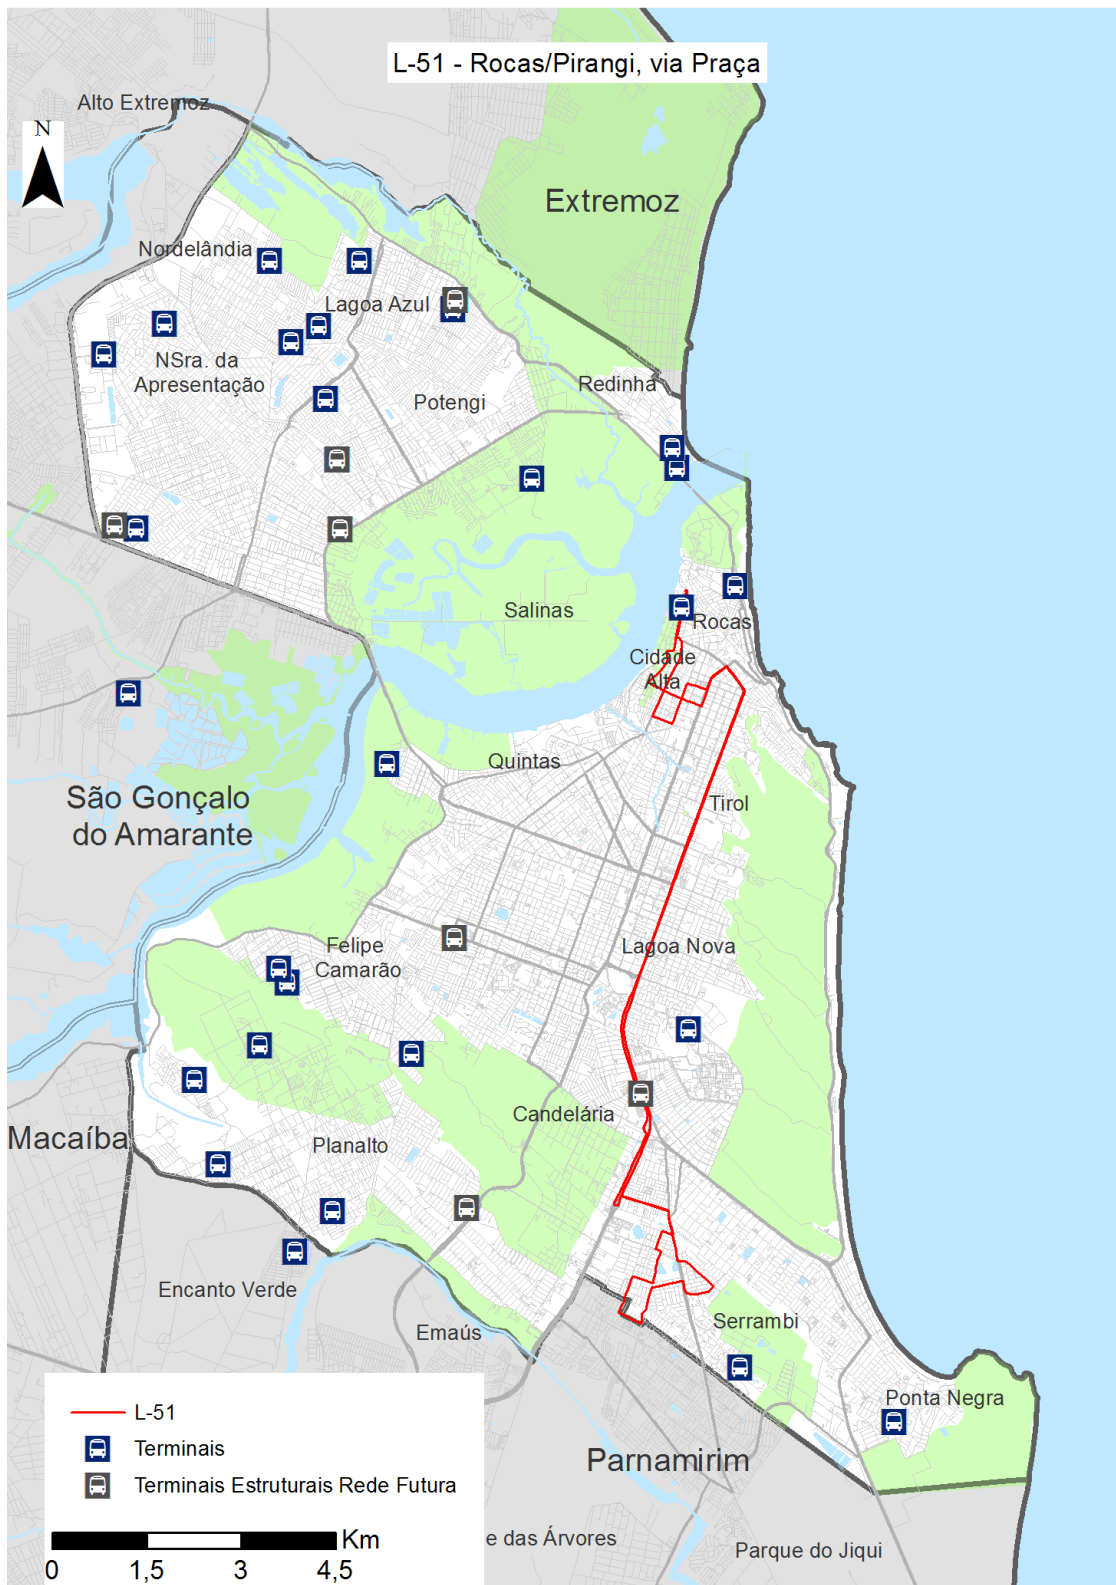 L-51 - Rocas/Pirangi, via Praça
Alto Extremoz
N
Extremoz
Nordelândia
Lagoa Azul
NSra. da
Apresentação
Redinha
Potengi
Salinas
Rocas
Cidade
Alta
Quintas
São Gonçalo
do Amarante
Tirol
Felipe
Camarão
Lagoa Nova
Candelária
Macaíba
Planalto
Encanto Verde
Emaús
Serrambi
Ponta Negra
Parnamirim
L-51
Terminais
Terminais Estruturais Rede Futura
Km
0 1,5 3 4,5
e das Árvores
Parque do Jiqui